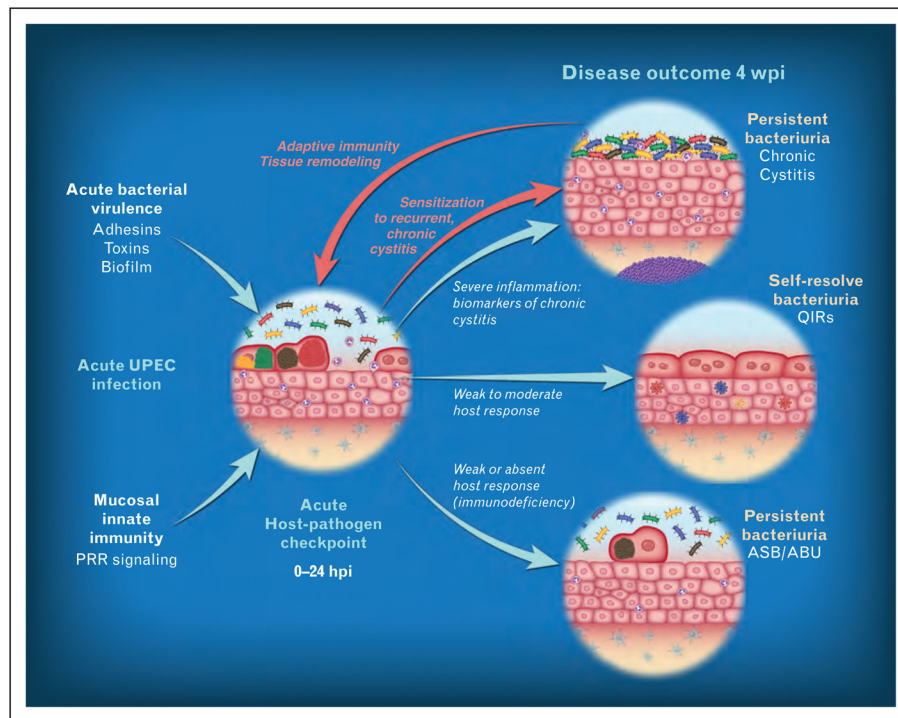 Disease outcome 4 wpi
Adaptive immunity
Tissue remodeling
Persistent
bacteriuria
Chronic
Cystitis
Acute bacterial
virulence
Adhesins
Toxins
Biofilm
Sensitization
to recurrent,
chronic
cystitis
Severe inflammation:
biomarkers of chronic
cystitis
Self-resolve
bacteriuria
QIRs
Acute UPEC
infection
Weak to moderate
host response
Weak or absent
host response
(immunodeficiency)
Mucosal
innate
immunity
PRR signaling
Acute
Host-pathogen
checkpoint
0–24 hpi
Persistent
bacteriuria
ASB/ABU